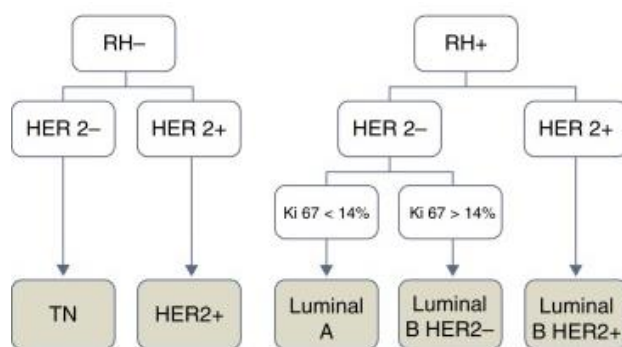 RH–
RH+
HER 2–
HER 2+
HER 2–
HER 2+
Ki 67 < 14%
Ki 67 > 14%
TN
HER2+
Luminal
A
Luminal
B HER2–
Luminal
B HER2+